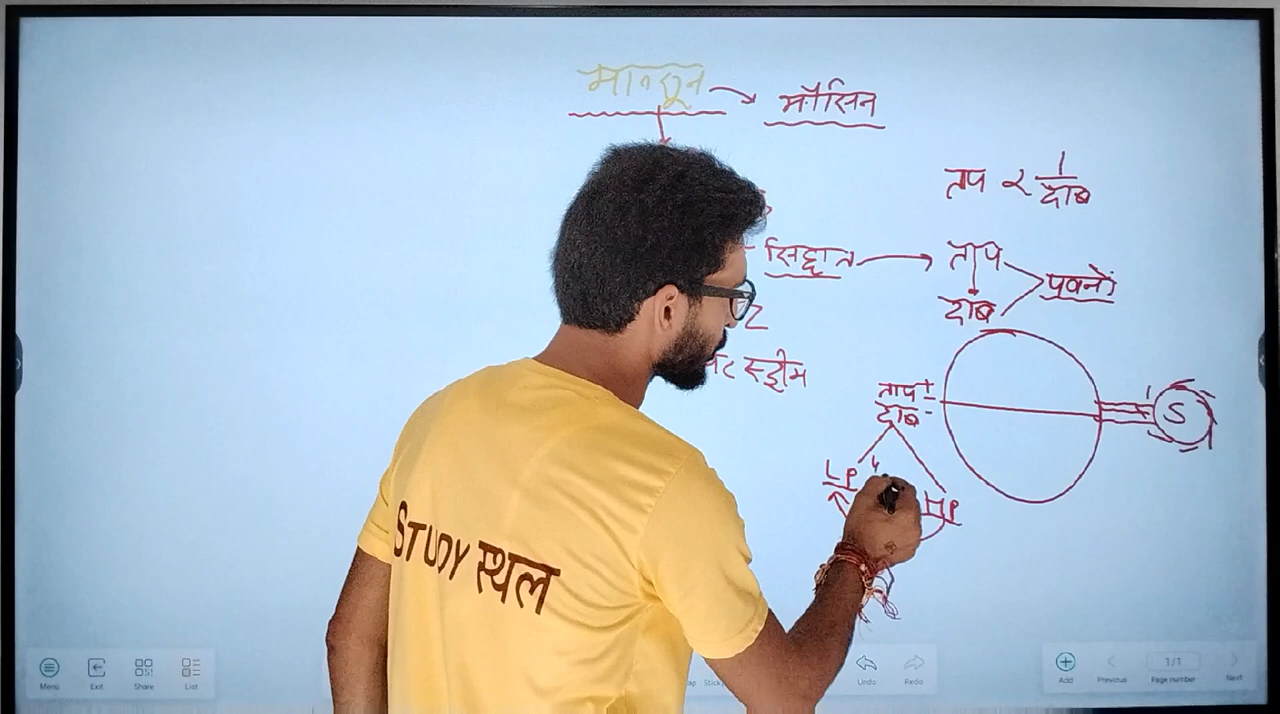 मानसून → मौसिन
ताप ∝ 1/दाब
सिद्धान्त → ताप
दाब
पवनों
स्ट्रीम
ताप +
दाब -
S
LP
HP
STUDY स्थल
Menu
Exit
Share
List
Undo
Redo
Add
Previous
1/1
Page number
Next